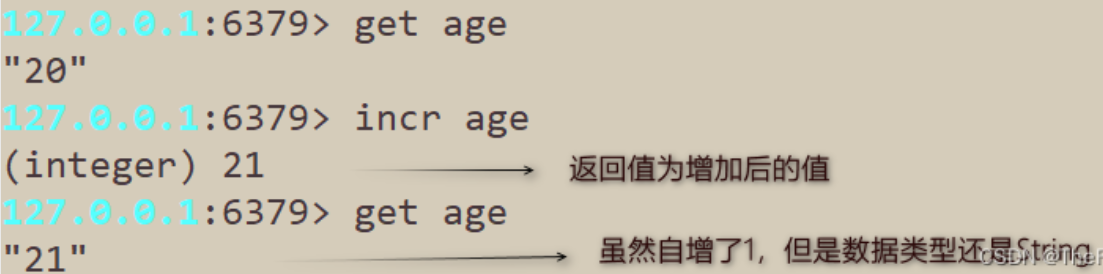 127.0.0.1:6379> get age
"20"
127.0.0.1:6379> incr age
(integer) 21 返回值为增加后的值
127.0.0.1:6379> get age
"21" 虽然自增了1，但是数据类型还是String
CSDN